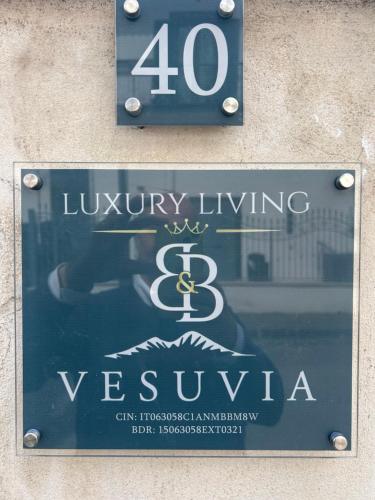 40
LUXURY LIVING
B&B
VESUVIA
CIN: IT063058C1ANMBBM8W
BDR: 15063058EXT0321